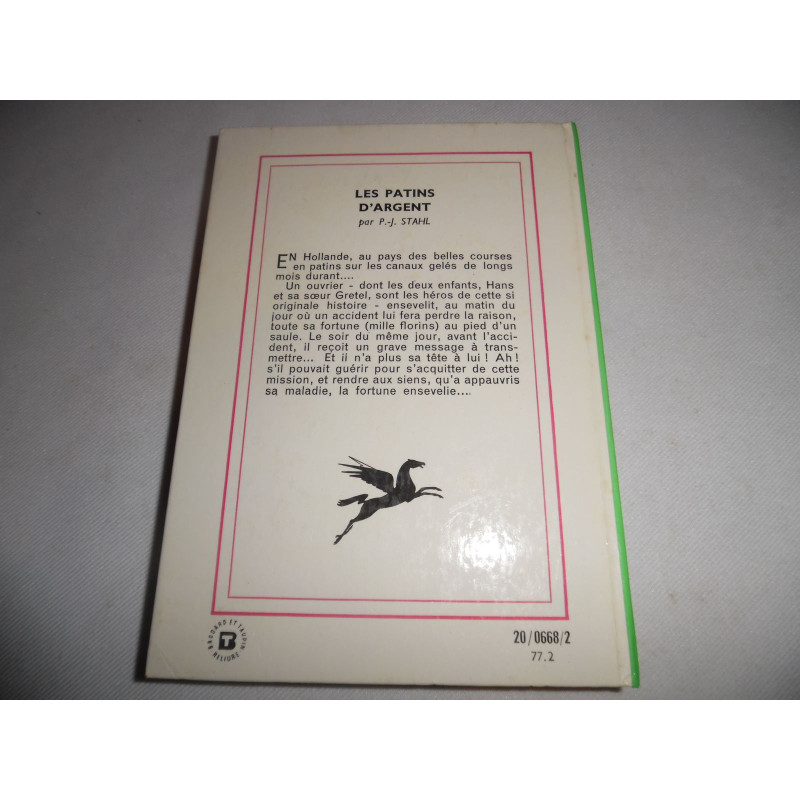 LES PATINS
D'ARGENT
par P.-J. STAHL
EN Hollande, au pays des belles courses
en patins sur les canaux gelés de longs
mois durant....
Un ouvrier - dont les deux enfants, Hans
et sa sœur Gretel, sont les héros de cette si
originale histoire - ensevelit, au matin du
jour où un accident lui fera perdre la raison,
toute sa fortune (mille florins) au pied d'un
saule. Le soir du même jour, avant l'acci-
dent, il reçoit un grave message à trans-
mettre... Et il n'a plus sa tête à lui ! Ah !
s'il pouvait guérir pour s'acquitter de cette
mission, et rendre aux siens, qu'a appauvris
sa maladie, la fortune ensevelie....
BRODARD ET TAUPIN
RELIURE
BT
20/0668/2
77.2